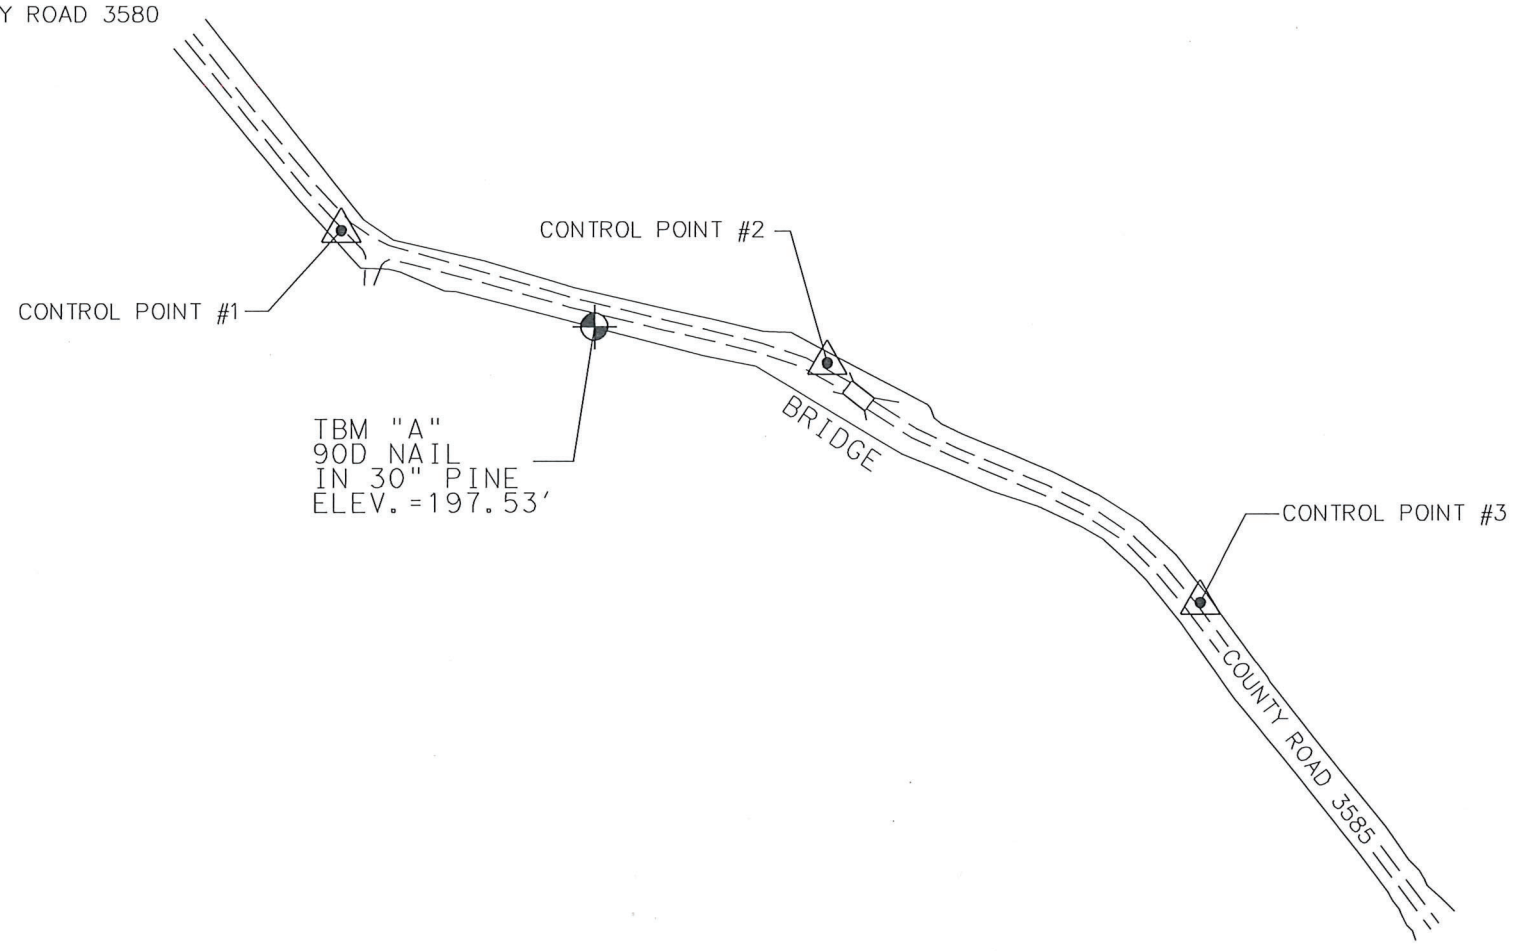 Y ROAD 3580
CONTROL POINT #2
CONTROL POINT #1
TBM "A"
90D NAIL
IN 30" PINE
ELEV.=197.53'
BRIDGE
CONTROL POINT #3
COUNTY ROAD 3585